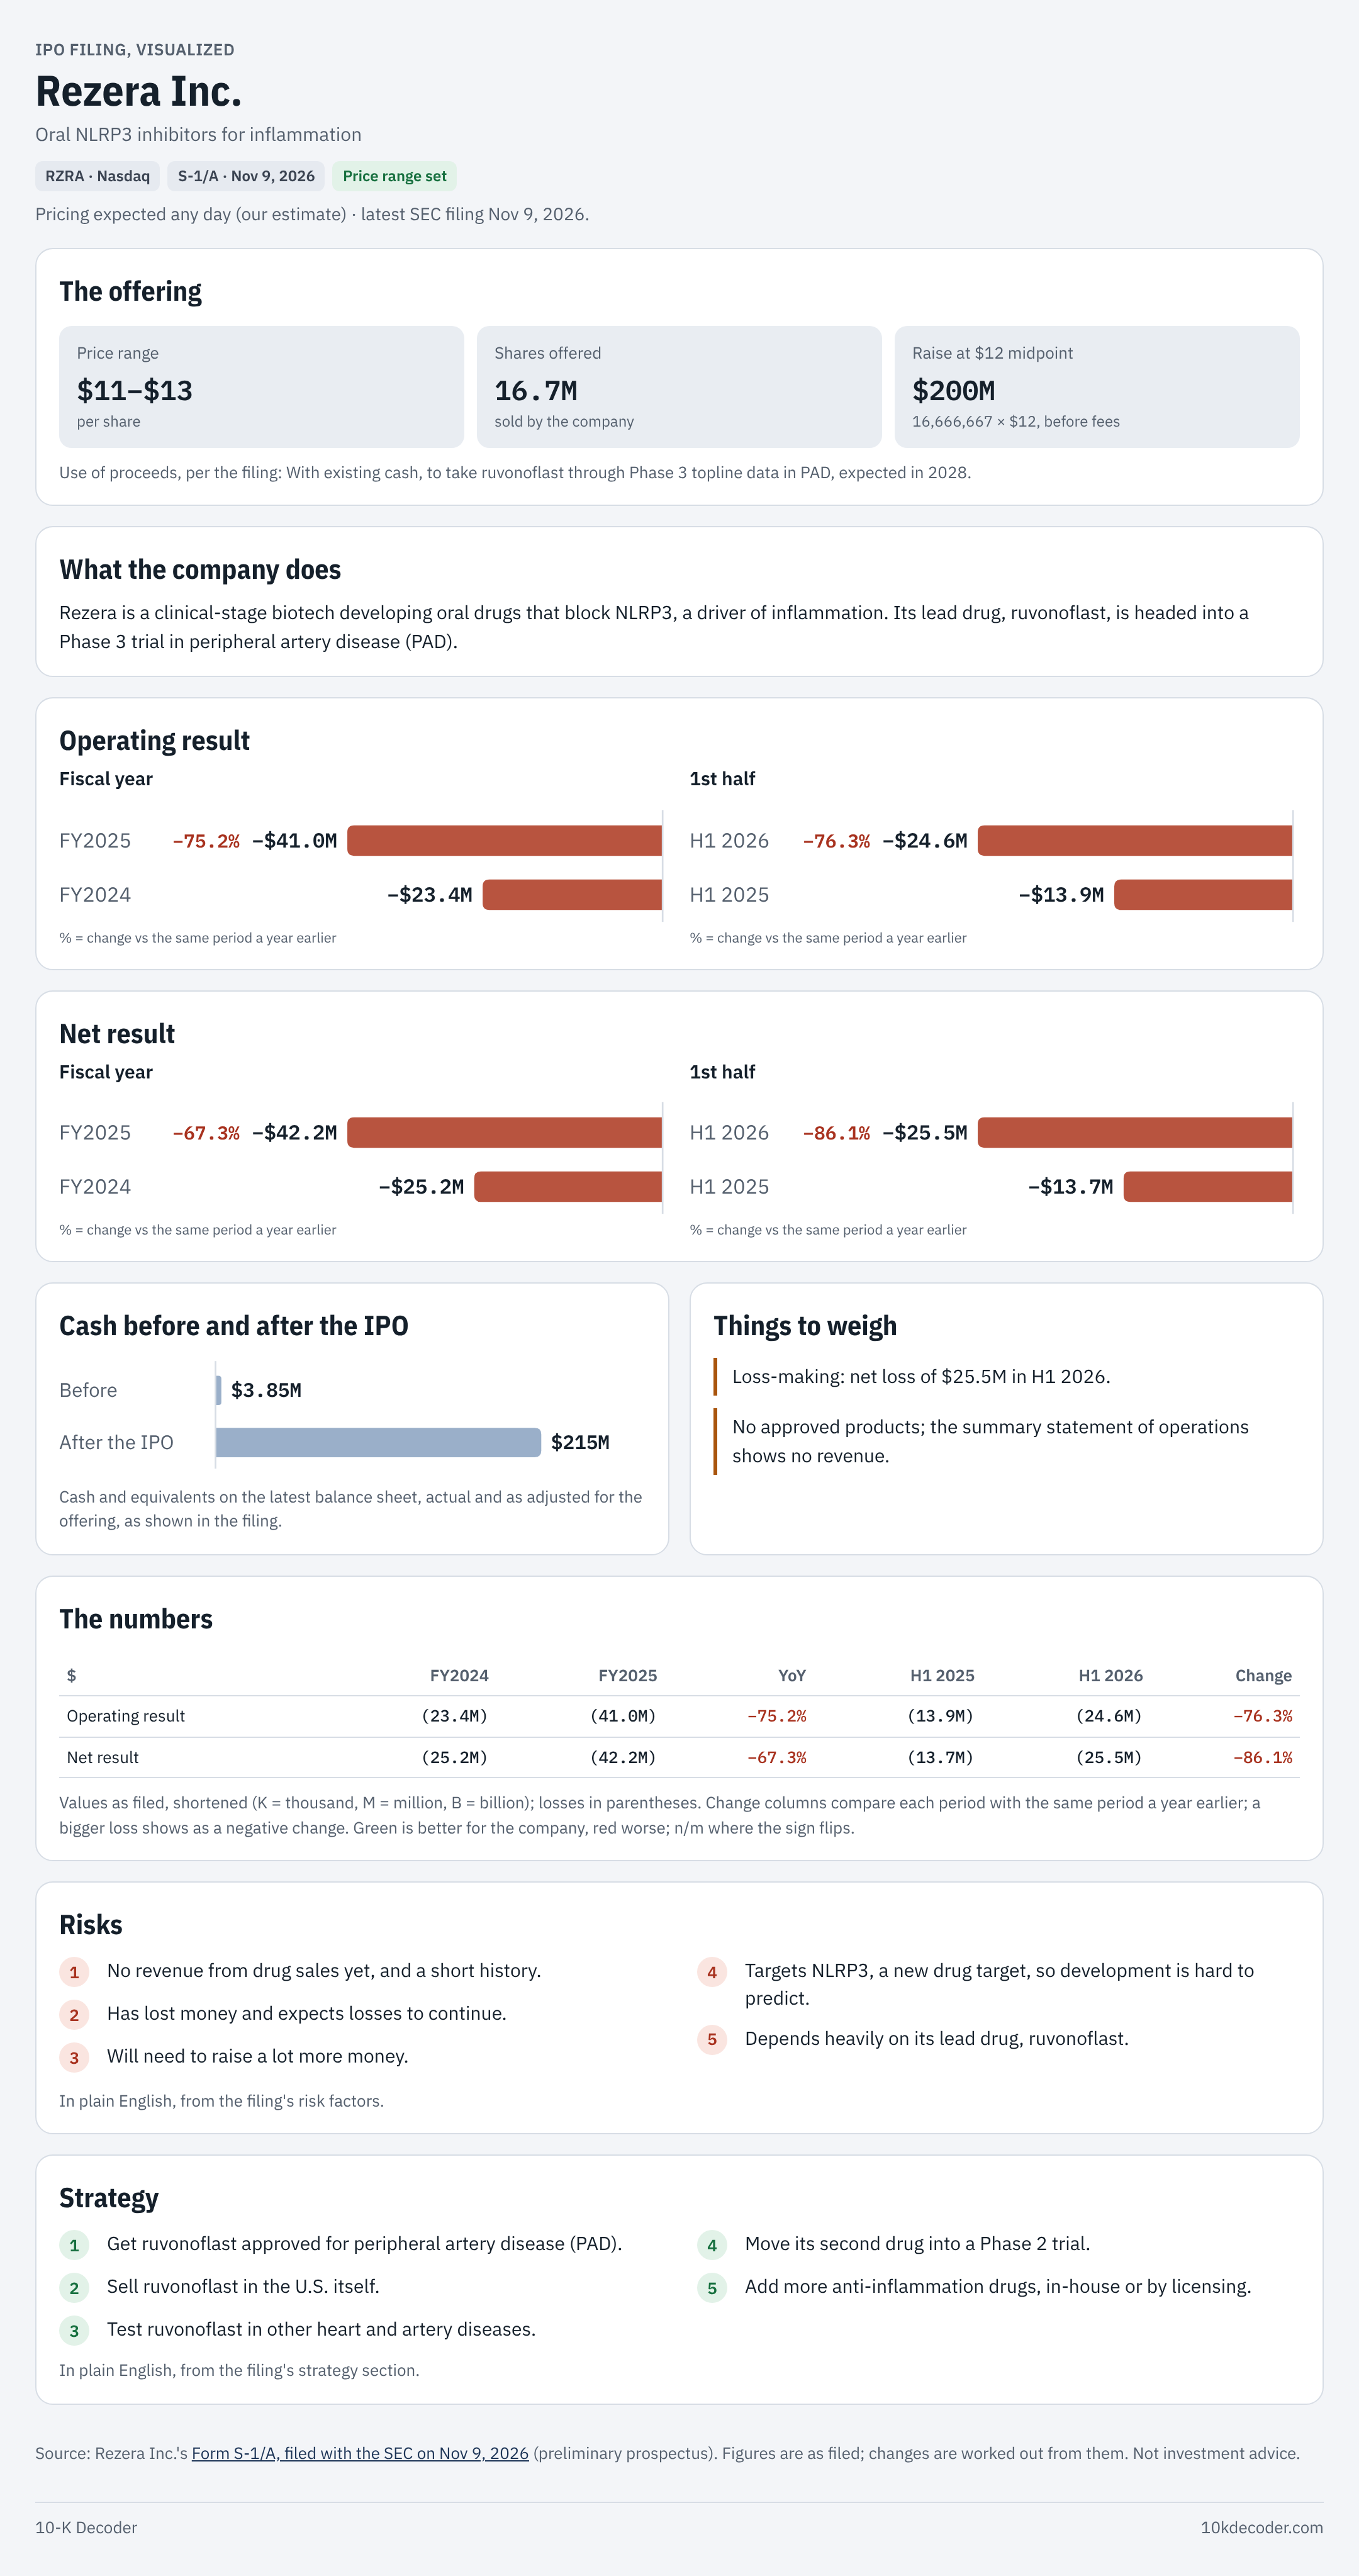 IPO FILING, VISUALIZED
Rezera Inc.
Oral NLRP3 inhibitors for inflammation
RZRA · Nasdaq
S-1/A · Nov 9, 2026
Price range set
Pricing expected any day (our estimate) · latest SEC filing Nov 9, 2026.
The offering
Price range
$11–$13
per share
Shares offered
16.7M
sold by the company
Raise at $12 midpoint
$200M
16,666,667 × $12, before fees
Use of proceeds, per the filing: With existing cash, to take ruvonoflast through Phase 3 topline data in PAD, expected in 2028.
What the company does
Rezera is a clinical-stage biotech developing oral drugs that block NLRP3, a driver of inflammation. Its lead drug, ruvonoflast, is headed into a
Phase 3 trial in peripheral artery disease (PAD).
Operating result
Fiscal year
FY2025 −75.2% −$41.0M
FY2024 −$23.4M
% = change vs the same period a year earlier
1st half
H1 2026 −76.3% −$24.6M
H1 2025 −$13.9M
% = change vs the same period a year earlier
Net result
Fiscal year
FY2025 −67.3% −$42.2M
FY2024 −$25.2M
% = change vs the same period a year earlier
1st half
H1 2026 −86.1% −$25.5M
H1 2025 −$13.7M
% = change vs the same period a year earlier
Cash before and after the IPO
Before $3.85M
After the IPO $215M
Cash and equivalents on the latest balance sheet, actual and as adjusted for the
offering, as shown in the filing.
Things to weigh
Loss-making: net loss of $25.5M in H1 2026.
No approved products; the summary statement of operations
shows no revenue.
The numbers
$ FY2024 FY2025 YoY H1 2025 H1 2026 Change
Operating result (23.4M) (41.0M) −75.2% (13.9M) (24.6M) −76.3%
Net result (25.2M) (42.2M) −67.3% (13.7M) (25.5M) −86.1%
Values as filed, shortened (K = thousand, M = million, B = billion); losses in parentheses. Change columns compare each period with the same period a year earlier; a
bigger loss shows as a negative change. Green is better for the company, red worse; n/m where the sign flips.
Risks
1 No revenue from drug sales yet, and a short history.
2 Has lost money and expects losses to continue.
3 Will need to raise a lot more money.
4 Targets NLRP3, a new drug target, so development is hard to
predict.
5 Depends heavily on its lead drug, ruvonoflast.
In plain English, from the filing's risk factors.
Strategy
1 Get ruvonoflast approved for peripheral artery disease (PAD).
2 Sell ruvonoflast in the U.S. itself.
3 Test ruvonoflast in other heart and artery diseases.
4 Move its second drug into a Phase 2 trial.
5 Add more anti-inflammation drugs, in-house or by licensing.
In plain English, from the filing's strategy section.
Source: Rezera Inc.'s Form S-1/A, filed with the SEC on Nov 9, 2026 (preliminary prospectus). Figures are as filed; changes are worked out from them. Not investment advice.
10-K Decoder
10kdecoder.com